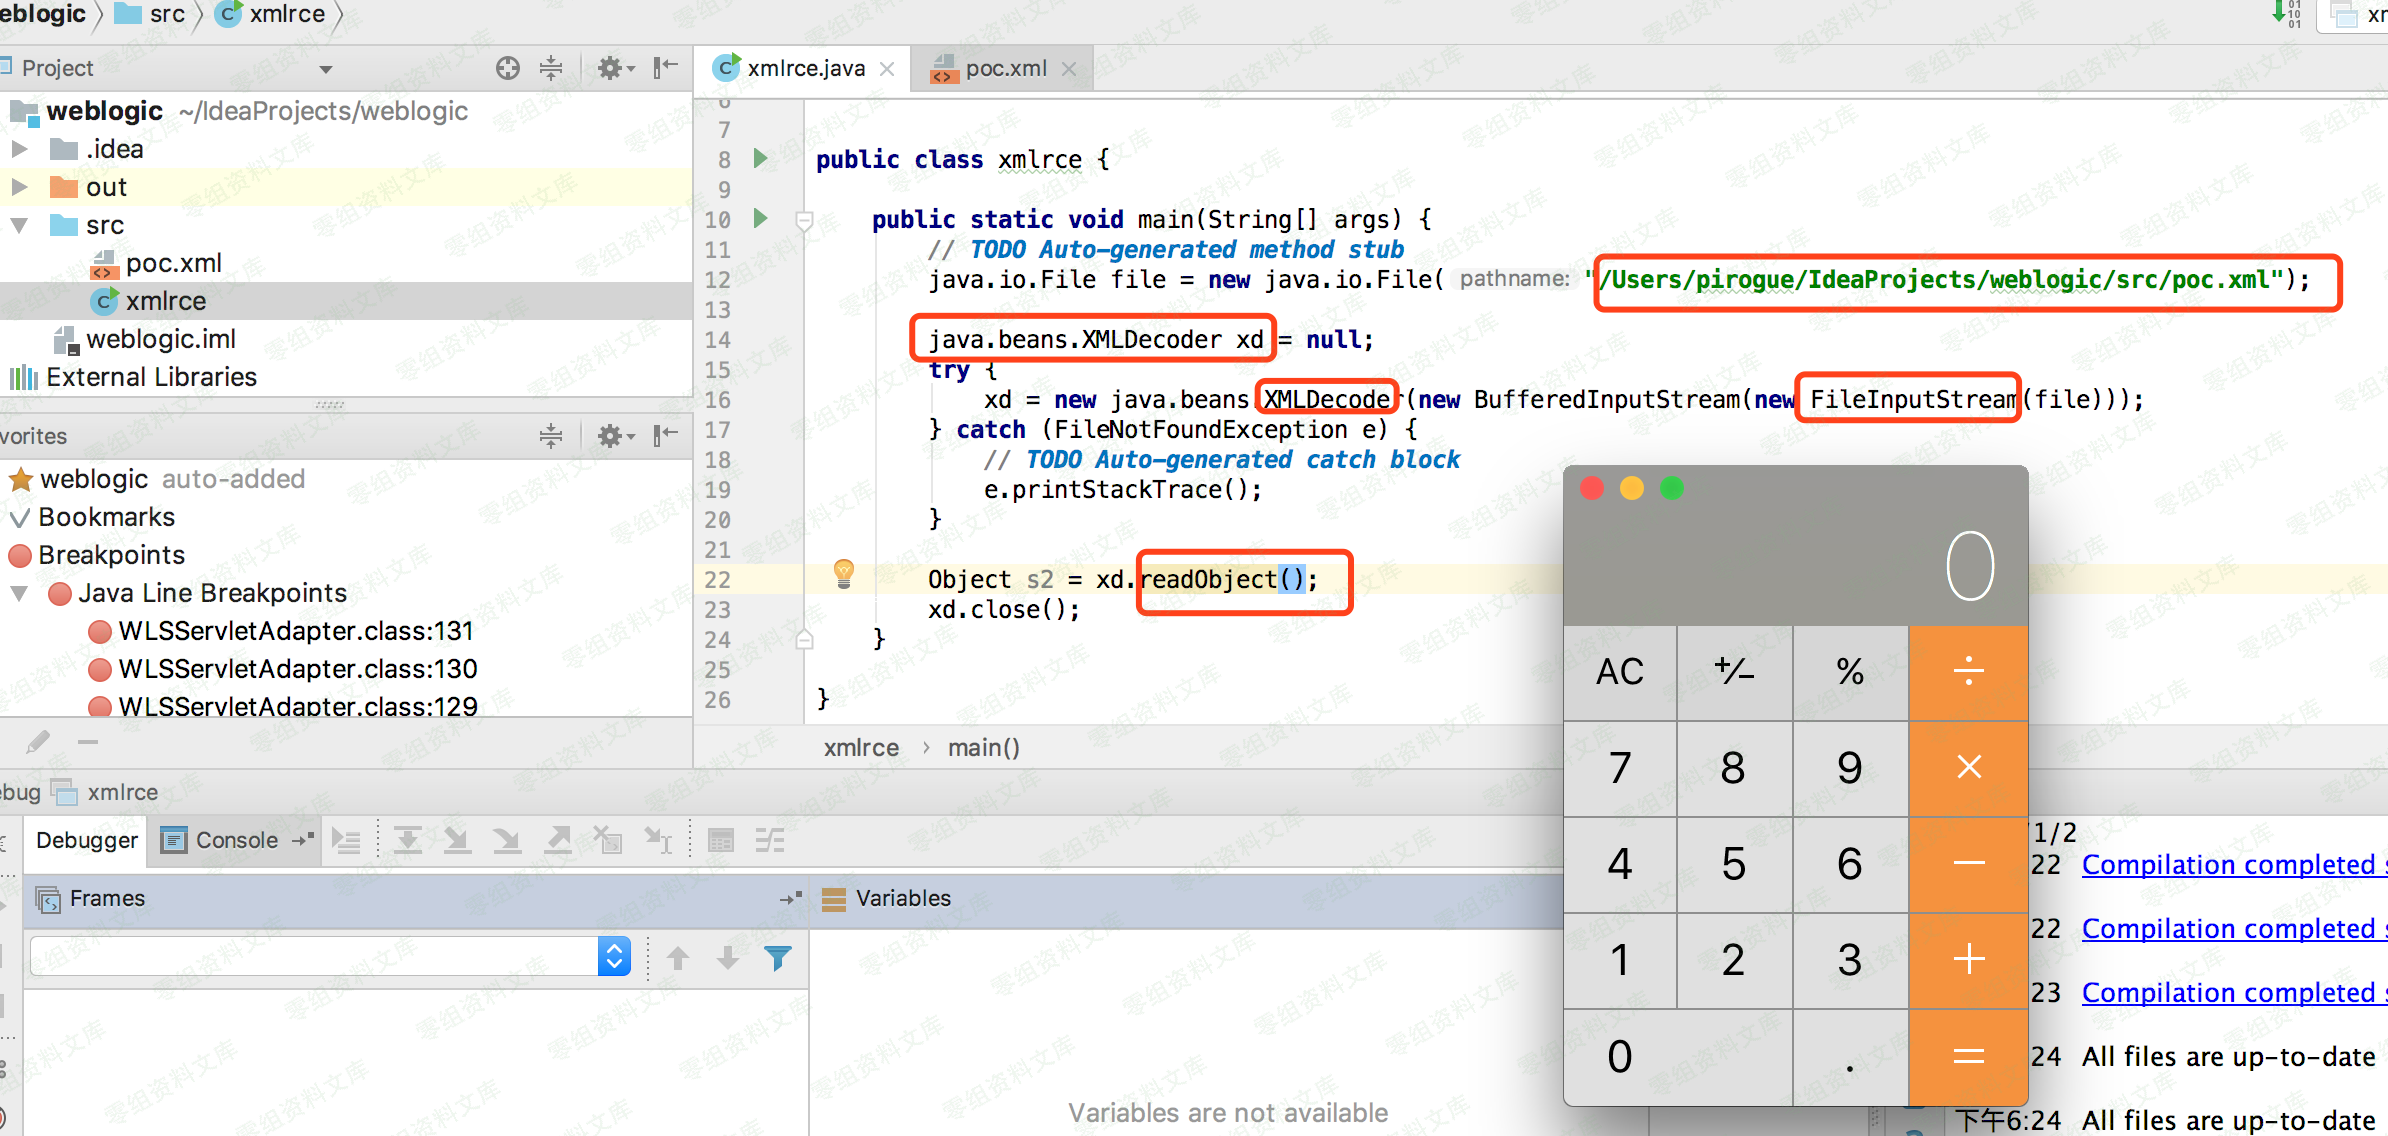 eblogic src xmlrce
Project
xmlrce.java
poc.xml
weblogic ~/IdeaProjects/weblogic
.idea
out
src
poc.xml
xmlrce
weblogic.iml
External Libraries
vorites
weblogic auto-added
Bookmarks
Breakpoints
Java Line Breakpoints
WLSServletAdapter.class:131
WLSServletAdapter.class:130
WLSServletAdapter.class:129
6
7
8 public class xmlrce {
9
10 public static void main(String[] args) {
11 // TODO Auto-generated method stub
12 java.io.File file = new java.io.File( pathname: "/Users/pirogue/IdeaProjects/weblogic/src/poc.xml");
13
14 java.beans.XMLDecoder xd = null;
15 try {
16 xd = new java.beans.XMLDecoder(new BufferedInputStream(new FileInputStream(file)));
17 } catch (FileNotFoundException e) {
18 // TODO Auto-generated catch block
19 e.printStackTrace();
20 }
21
22 Object s2 = xd.readObject();
23 xd.close();
24 }
25
26 }
xmlrce › main()
ebug xmlrce
Debugger
Console
Frames
Variables
Variables are not available
0
AC +/− % ÷
7 8 9 ×
4 5 6 −
1 2 3 +
0 . =
/1/2
22 Compilation completed s
22 Compilation completed s
23 Compilation completed s
24 All files are up-to-date
下午6:24 All files are up-to-date
零组资料文库